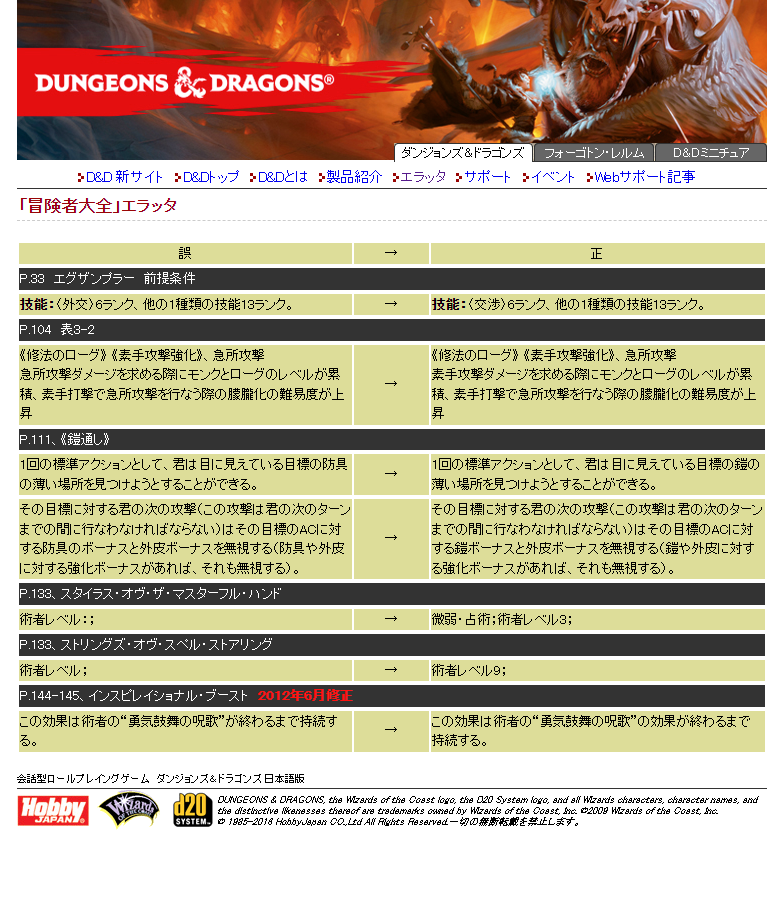 DUNGEONS & DRAGONS®
ダンジョンズ&ドラゴンズ フォーゴトン・レルム D&Dミニチュア
D&D 新サイト D&Dトップ D&Dとは 製品紹介 エラッタ サポート イベント Webサポート記事
「冒険者大全」エラッタ
誤 → 正
P.33 エグザンプラー 前提条件
技能：〈外交〉6ランク、他の1種類の技能13ランク。 → 技能：〈交渉〉6ランク、他の1種類の技能13ランク。
P.104 表3-2
《修法のローグ》《素手攻撃強化》、急所攻撃
急所攻撃ダメージを求める際にモンクとローグのレベルが累
積、素手打撃で急所攻撃を行なう際の朦朧化の難易度が上
昇
→
《修法のローグ》《素手攻撃強化》、急所攻撃
素手攻撃ダメージを求める際にモンクとローグのレベルが累
積、素手打撃で急所攻撃を行なう際の朦朧化の難易度が上
昇
P.111、《鎧通し》
1回の標準アクションとして、君は目に見えている目標の防具
の薄い場所を見つけようとすることができる。
→
1回の標準アクションとして、君は目に見えている目標の鎧の
薄い場所を見つけようとすることができる。
その目標に対する君の次の攻撃（この攻撃は君の次のターン
までの間に行なわなければならない）はその目標のACに対
する防具のボーナスと外皮ボーナスを無視する（防具や外皮
に対する強化ボーナスがあれば、それも無視する）。
→
その目標に対する君の次の攻撃（この攻撃は君の次のターン
までの間に行なわなければならない）はその目標のACに対
する鎧ボーナスと外皮ボーナスを無視する（鎧や外皮に対す
る強化ボーナスがあれば、それも無視する）。
P.133、スタイラス・オヴ・ザ・マスターフル・ハンド
術者レベル：； → 微弱・占術；術者レベル3；
P.133、ストリングズ・オヴ・スペル・ストアリング
術者レベル； → 術者レベル9；
P.144-145、インスピレイショナル・ブースト 2012年6月修正
この効果は術者の“勇気鼓舞の呪歌”が終わるまで持続す
る。
→
この効果は術者の“勇気鼓舞の呪歌”の効果が終わるまで
持続する。
会話型ロールプレイングゲーム ダンジョンズ&ドラゴンズ日本語版
Hobby JAPAN
Wizards OF THE COAST
d20 SYSTEM
DUNGEONS & DRAGONS, the Wizards of the Coast logo, the D20 System logo, and all Wizards characters, character names, and
the distinctive likenesses thereof are trademarks owned by Wizards of the Coast, Inc. ©2009 Wizards of the Coast, Inc.
© 1985-2016 HobbyJapan CO.,Ltd All Rights Reserved.一切の無断転載を禁止します。